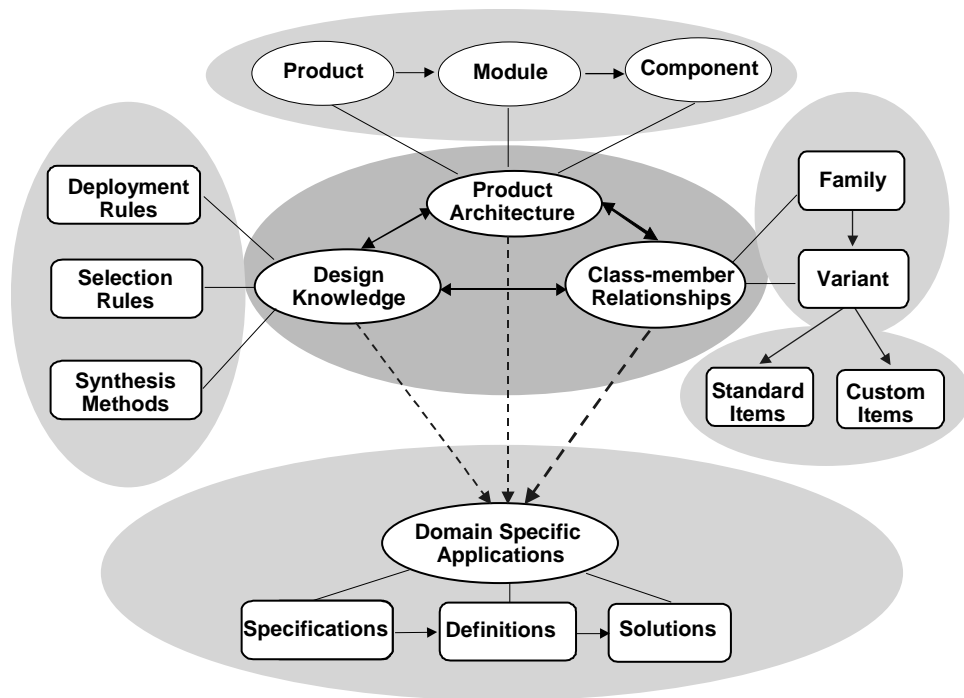 Product
Module
Component
Product
Architecture
Deployment
Rules
Selection
Rules
Synthesis
Methods
Design
Knowledge
Class-member
Relationships
Family
Variant
Standard
Items
Custom
Items
Domain Specific
Applications
Specifications
Definitions
Solutions